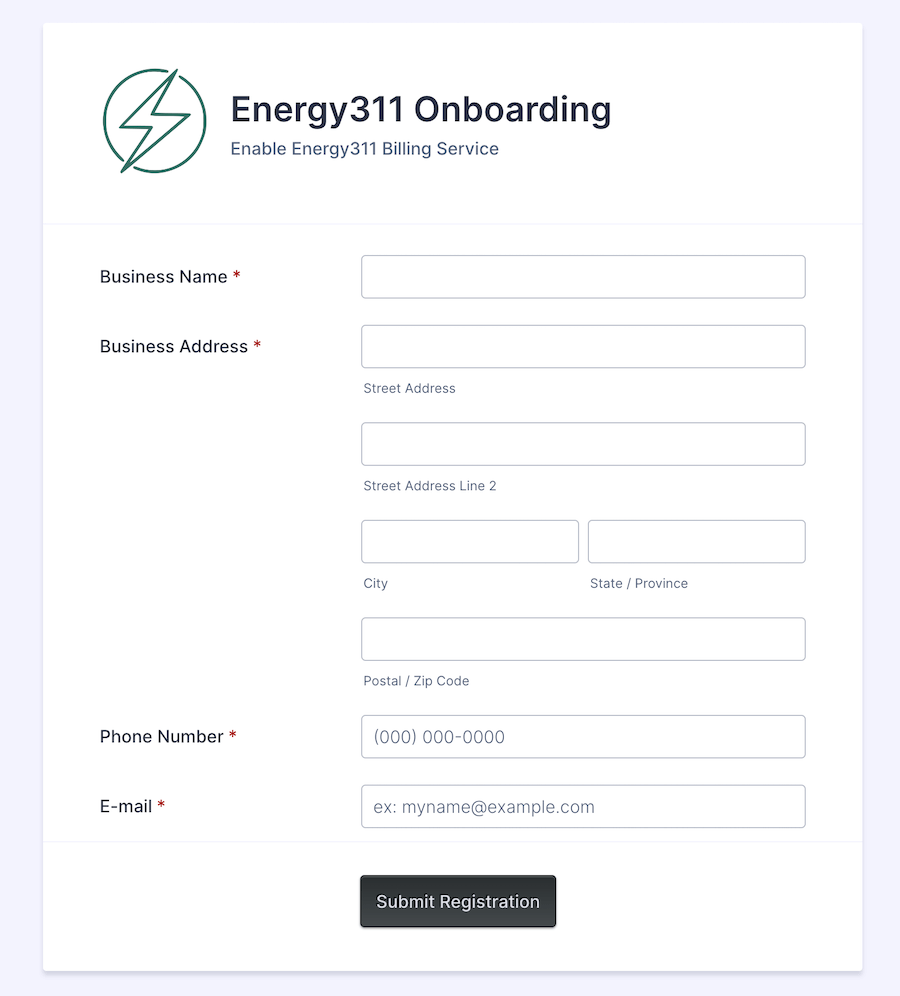 Energy311 Onboarding
Enable Energy311 Billing Service
Business Name *
Business Address *
Street Address
Street Address Line 2
City State / Province
Postal / Zip Code
Phone Number * (000) 000-0000
E-mail * ex: myname@example.com
Submit Registration